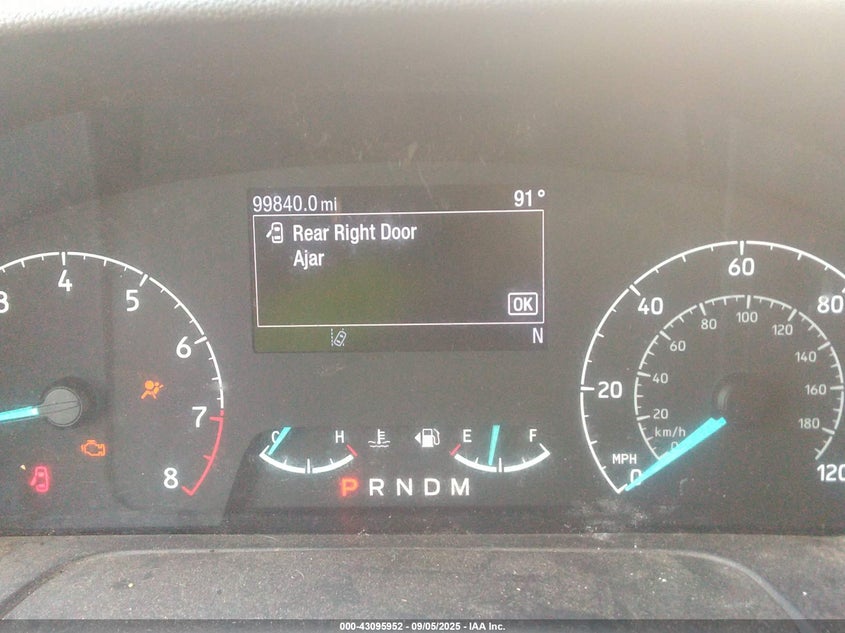 99840.0 mi 91°
Rear Right Door
Ajar
OK
N
3 4 5 6 7 8
C H
E F
P R N D M
MPH 0 20 40 60 80 120
km/h 0 20 40 60 80 100 120 140 160 180
000-43095952 - 09/05/2025 - IAA Inc.